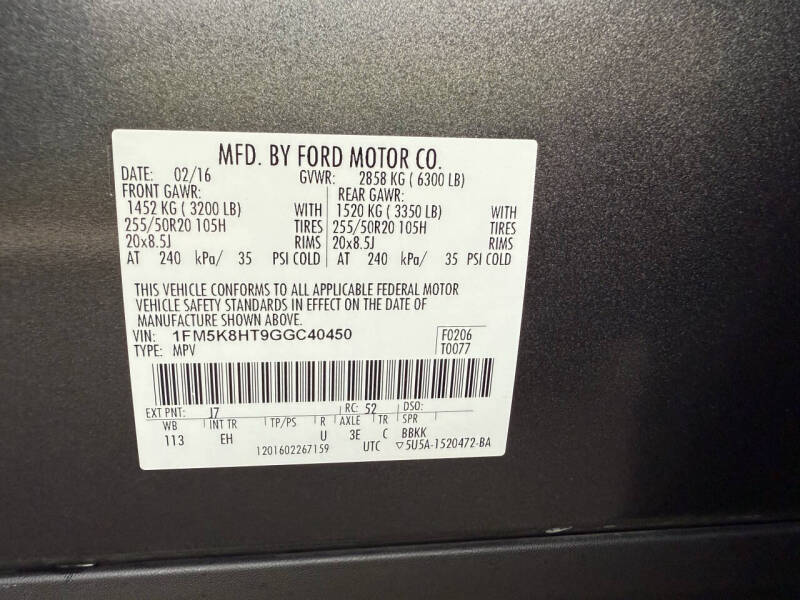 MFD. BY FORD MOTOR CO.
DATE: 02/16 GVWR: 2858 KG ( 6300 LB)
FRONT GAWR: REAR GAWR:
1452 KG ( 3200 LB) WITH 1520 KG ( 3350 LB) WITH
255/50R20 105H TIRES 255/50R20 105H TIRES
20x8.5J RIMS 20x8.5J RIMS
AT 240 kPa/ 35 PSI COLD AT 240 kPa/ 35 PSI COLD
THIS VEHICLE CONFORMS TO ALL APPLICABLE FEDERAL MOTOR
VEHICLE SAFETY STANDARDS IN EFFECT ON THE DATE OF
MANUFACTURE SHOWN ABOVE.
VIN: 1FM5K8HT9GGC40450 F0206
TYPE: MPV T0077
EXT PNT: J7 RC: 52 DSO:
WB INT TR TP/PS R AXLE TR SPR
113 EH U 3E C BBKK
1201602267159 UTC ▽5U5A-1520472-BA